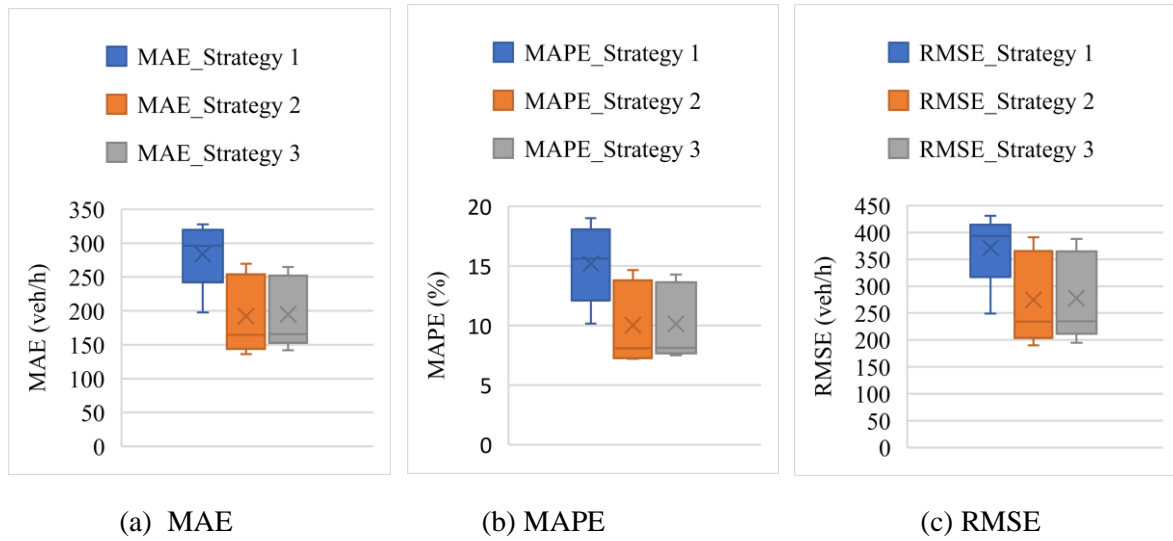 MAE_Strategy 1
MAE_Strategy 2
MAE_Strategy 3
MAE (veh/h)
350
300
250
200
150
100
50
0
MAPE_Strategy 1
MAPE_Strategy 2
MAPE_Strategy 3
MAPE (%)
20
15
10
5
0
RMSE_Strategy 1
RMSE_Strategy 2
RMSE_Strategy 3
RMSE (veh/h)
450
400
350
300
250
200
150
100
50
0
(a) MAE
(b) MAPE
(c) RMSE